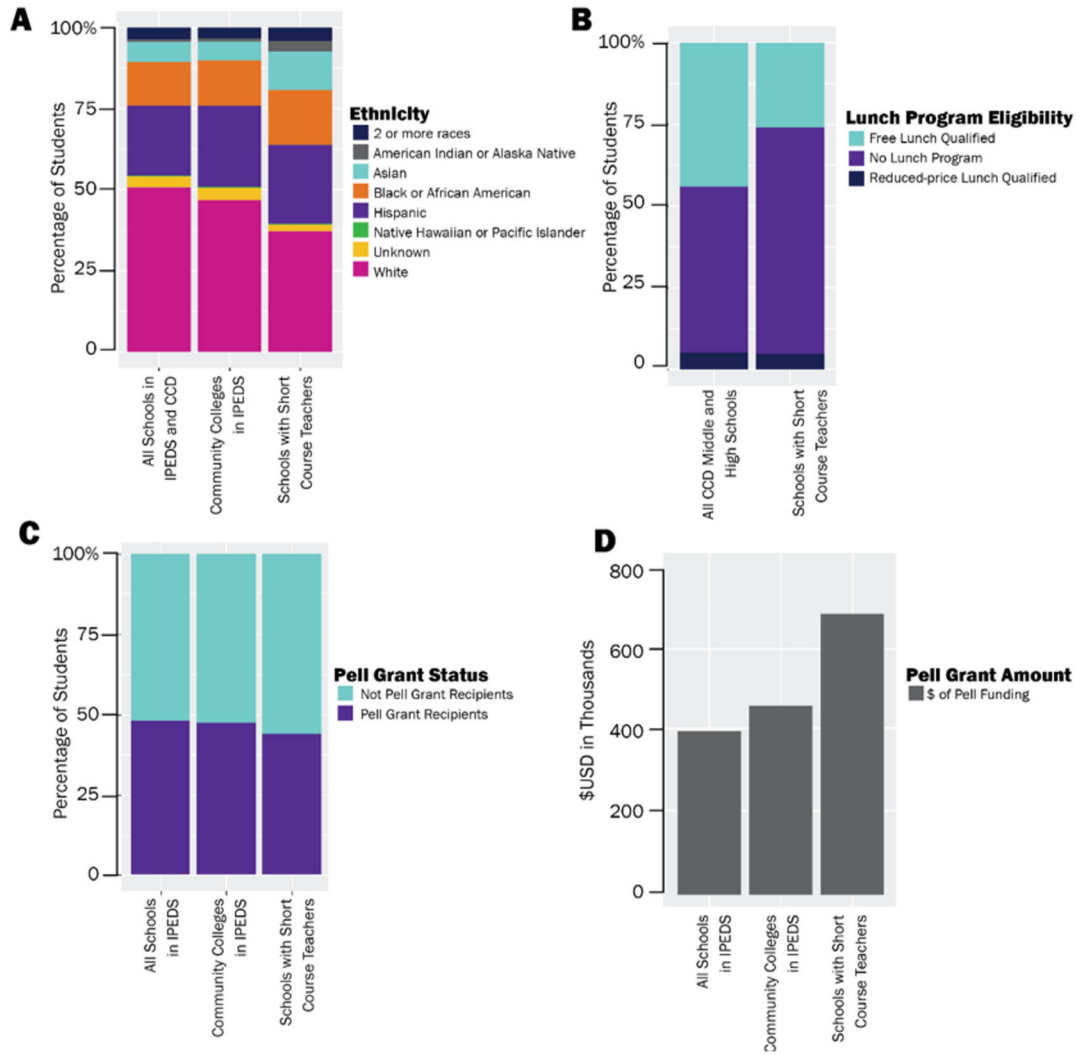 A
100%
75
50
25
0
Percentage of Students
All Schools in
IPEDS and CCD
Community Colleges
in IPEDS
Schools with Short
Course Teachers
Ethnicity
2 or more races
American Indian or Alaska Native
Asian
Black or African American
Hispanic
Native Hawaiian or Pacific Islander
Unknown
White
B
100%
75
50
25
0
Percentage of Students
All CCD Middle and
High Schools
Schools with Short
Course Teachers
Lunch Program Eligibility
Free Lunch Qualified
No Lunch Program
Reduced-price Lunch Qualified
C
100%
75
50
25
0
Percentage of Students
All Schools
in IPEDS
Community Colleges
in IPEDS
Schools with Short
Course Teachers
Pell Grant Status
Not Pell Grant Recipients
Pell Grant Recipients
D
800
600
400
200
0
$USD in Thousands
All Schools
in IPEDS
Community Colleges
in IPEDS
Schools with Short
Course Teachers
Pell Grant Amount
$ of Pell Funding